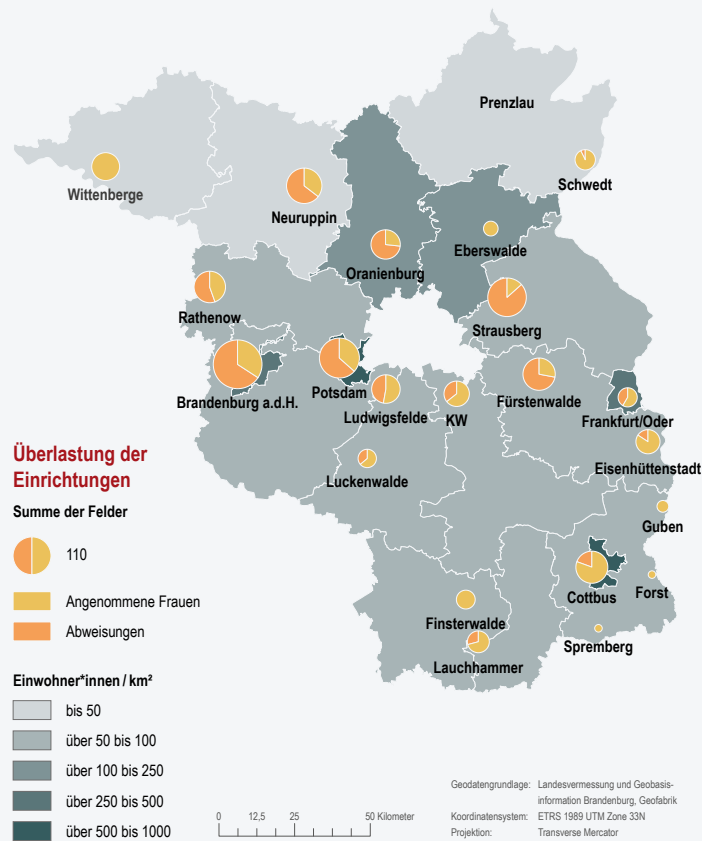 Prenzlau
Schwedt
Wittenberge
Neuruppin
Eberswalde
Oranienburg
Rathenow
Strausberg
Brandenburg a.d.H.
Potsdam
Ludwigsfelde
KW
Fürstenwalde
Frankfurt/Oder
Eisenhüttenstadt
Luckenwalde
Guben
Cottbus
Forst
Finsterwalde
Spremberg
Lauchhammer
Überlastung der
Einrichtungen
Summe der Felder
110
Angenommene Frauen
Abweisungen
Einwohner*innen / km²
bis 50
über 50 bis 100
über 100 bis 250
über 250 bis 500
über 500 bis 1000
0 12,5 25 50 Kilometer
Geodatengrundlage: Landesvermessung und Geobasis-
information Brandenburg, Geofabrik
Koordinatensystem: ETRS 1989 UTM Zone 33N
Projektion: Transverse Mercator